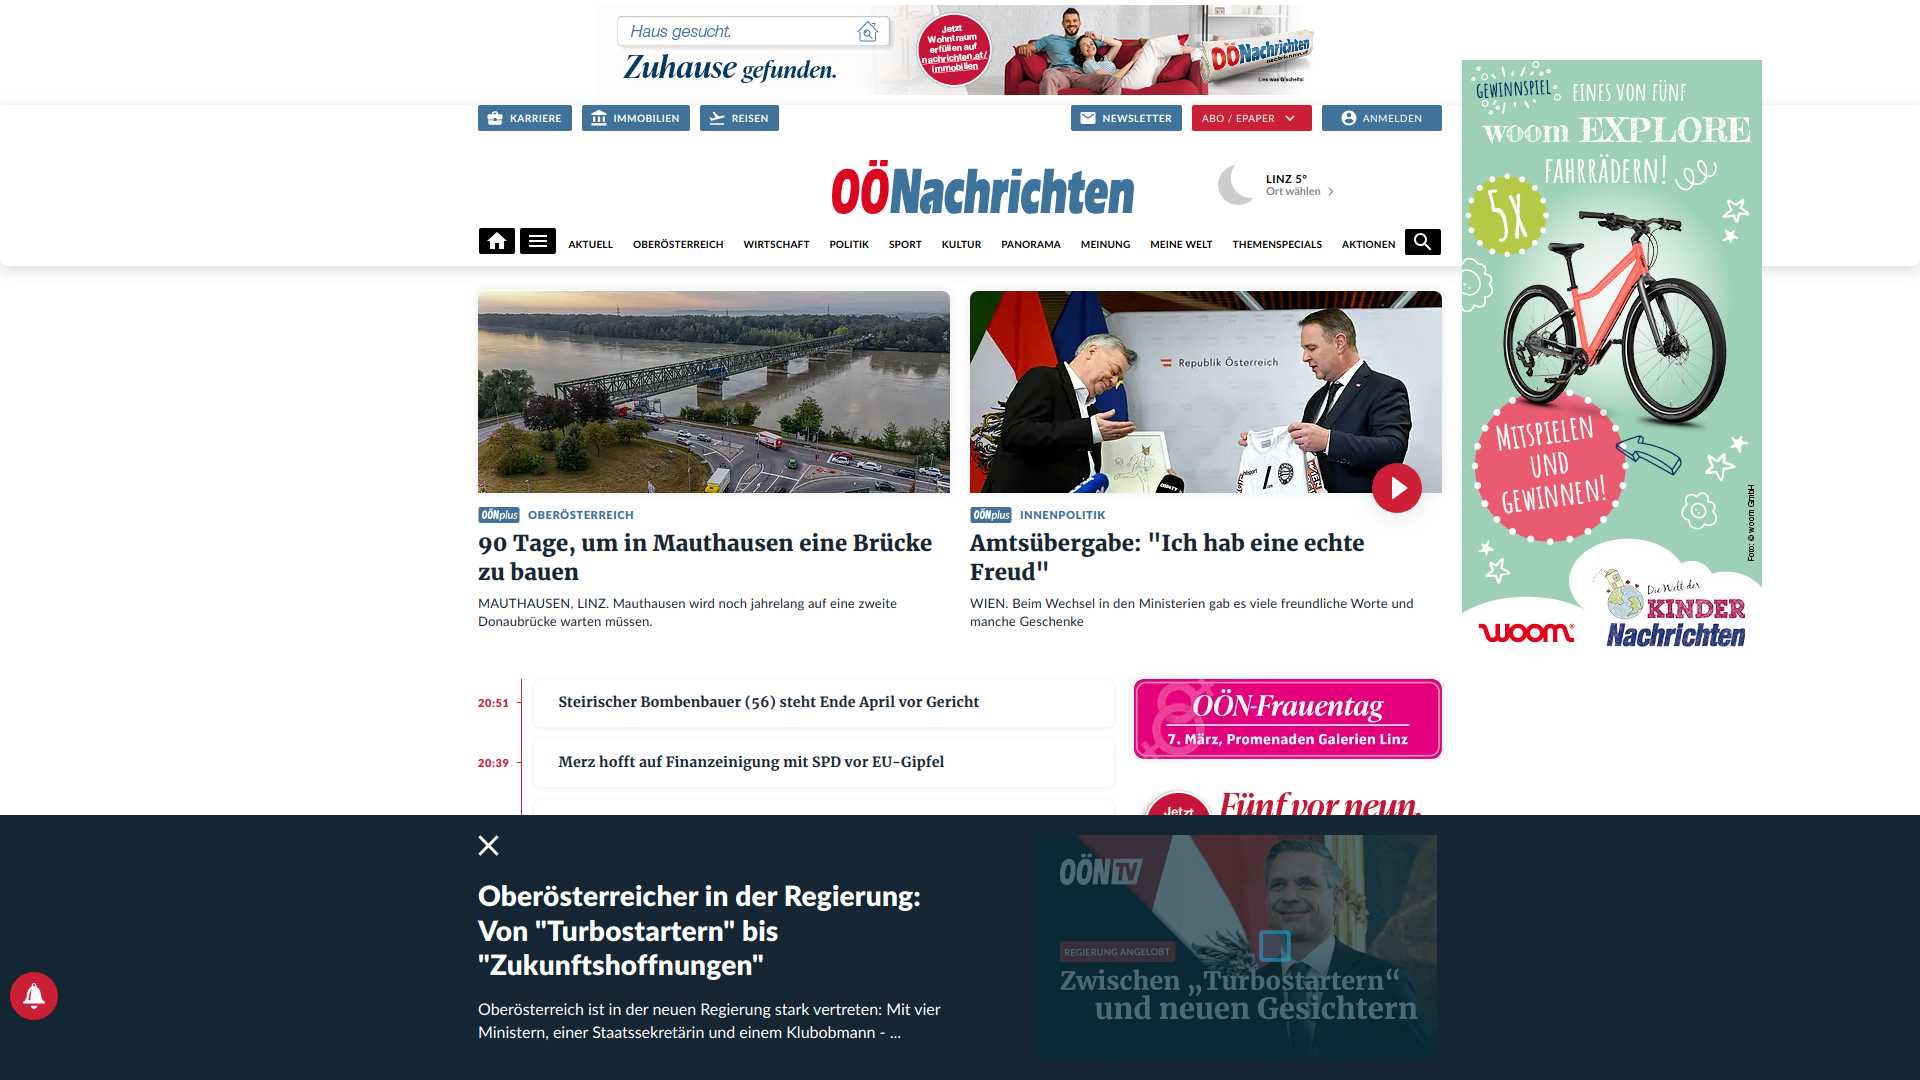 Haus gesucht.
Zuhause gefunden.
Jetzt
Wohntraum
erfüllen auf
nachrichten.at/
immobilien
OÖNachrichten
Lies was G'scheits!
KARRIERE
IMMOBILIEN
REISEN
NEWSLETTER
ABO / EPAPER
ANMELDEN
OÖNachrichten
LINZ 5°
Ort wählen
AKTUELL
OBERÖSTERREICH
WIRTSCHAFT
POLITIK
SPORT
KULTUR
PANORAMA
MEINUNG
MEINE WELT
THEMENSPECIALS
AKTIONEN
GEWINNSPIEL
EINES VON FÜNF
woom EXPLORE
FAHRRÄDERN!
5X
MITSPIELEN
UND
GEWINNEN!
Foto: © woom GmbH
woom
Die Welt der
KINDER
Nachrichten
Republik Österreich
OÖNplus OBERÖSTERREICH
90 Tage, um in Mauthausen eine Brücke
zu bauen
MAUTHAUSEN, LINZ. Mauthausen wird noch jahrelang auf eine zweite
Donaubrücke warten müssen.
OÖNplus INNENPOLITIK
Amtsübergabe: "Ich hab eine echte
Freud"
WIEN. Beim Wechsel in den Ministerien gab es viele freundliche Worte und
manche Geschenke
20:51 Steirischer Bombenbauer (56) steht Ende April vor Gericht
20:39 Merz hofft auf Finanzeinigung mit SPD vor EU-Gipfel
OÖN-Frauentag
7. März, Promenaden Galerien Linz
Jetzt
Fünf vor neun.
Oberösterreicher in der Regierung:
Von "Turbostartern" bis
"Zukunftshoffnungen"
Oberösterreich ist in der neuen Regierung stark vertreten: Mit vier
Ministern, einer Staatssekretärin und einem Klubobmann - ...
OÖN TV
REGIERUNG ANGELOBT
Zwischen „Turbostartern“
und neuen Gesichtern